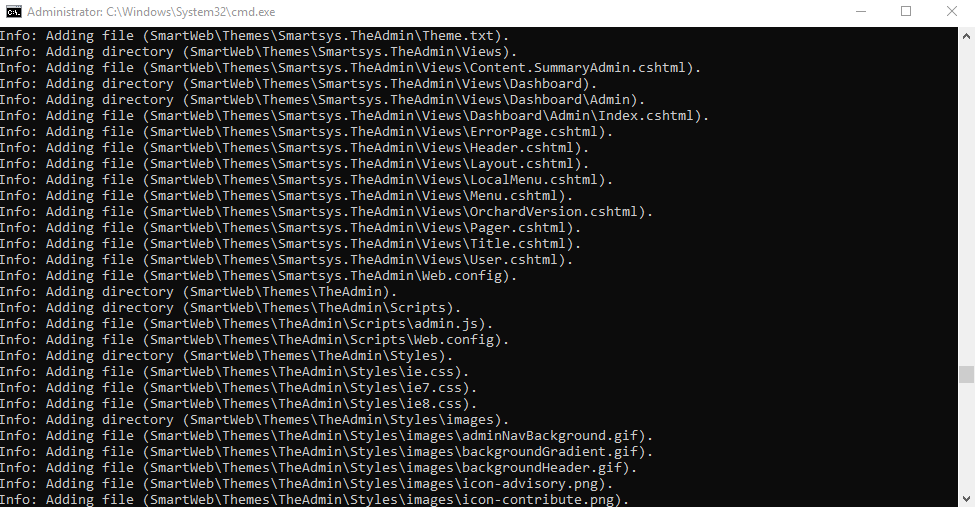 Administrator: C:\Windows\System32\cmd.exe
Info: Adding file (SmartWeb\Themes\Smartsys.TheAdmin\Theme.txt).
Info: Adding directory (SmartWeb\Themes\Smartsys.TheAdmin\Views).
Info: Adding file (SmartWeb\Themes\Smartsys.TheAdmin\Views\Content.SummaryAdmin.cshtml).
Info: Adding directory (SmartWeb\Themes\Smartsys.TheAdmin\Views\Dashboard).
Info: Adding directory (SmartWeb\Themes\Smartsys.TheAdmin\Views\Dashboard\Admin).
Info: Adding file (SmartWeb\Themes\Smartsys.TheAdmin\Views\Dashboard\Admin\Index.cshtml).
Info: Adding file (SmartWeb\Themes\Smartsys.TheAdmin\Views\ErrorPage.cshtml).
Info: Adding file (SmartWeb\Themes\Smartsys.TheAdmin\Views\Header.cshtml).
Info: Adding file (SmartWeb\Themes\Smartsys.TheAdmin\Views\Layout.cshtml).
Info: Adding file (SmartWeb\Themes\Smartsys.TheAdmin\Views\LocalMenu.cshtml).
Info: Adding file (SmartWeb\Themes\Smartsys.TheAdmin\Views\Menu.cshtml).
Info: Adding file (SmartWeb\Themes\Smartsys.TheAdmin\Views\OrchardVersion.cshtml).
Info: Adding file (SmartWeb\Themes\Smartsys.TheAdmin\Views\Pager.cshtml).
Info: Adding file (SmartWeb\Themes\Smartsys.TheAdmin\Views\Title.cshtml).
Info: Adding file (SmartWeb\Themes\Smartsys.TheAdmin\Views\User.cshtml).
Info: Adding file (SmartWeb\Themes\Smartsys.TheAdmin\Web.config).
Info: Adding directory (SmartWeb\Themes\TheAdmin).
Info: Adding directory (SmartWeb\Themes\TheAdmin\Scripts).
Info: Adding file (SmartWeb\Themes\TheAdmin\Scripts\admin.js).
Info: Adding file (SmartWeb\Themes\TheAdmin\Scripts\Web.config).
Info: Adding directory (SmartWeb\Themes\TheAdmin\Styles).
Info: Adding file (SmartWeb\Themes\TheAdmin\Styles\ie.css).
Info: Adding file (SmartWeb\Themes\TheAdmin\Styles\ie7.css).
Info: Adding file (SmartWeb\Themes\TheAdmin\Styles\ie8.css).
Info: Adding directory (SmartWeb\Themes\TheAdmin\Styles\images).
Info: Adding file (SmartWeb\Themes\TheAdmin\Styles\images\adminNavBackground.gif).
Info: Adding file (SmartWeb\Themes\TheAdmin\Styles\images\backgroundGradient.gif).
Info: Adding file (SmartWeb\Themes\TheAdmin\Styles\images\backgroundHeader.gif).
Info: Adding file (SmartWeb\Themes\TheAdmin\Styles\images\icon-advisory.png).
Info: Adding file (SmartWeb\Themes\TheAdmin\Styles\images\icon-contribute.png).